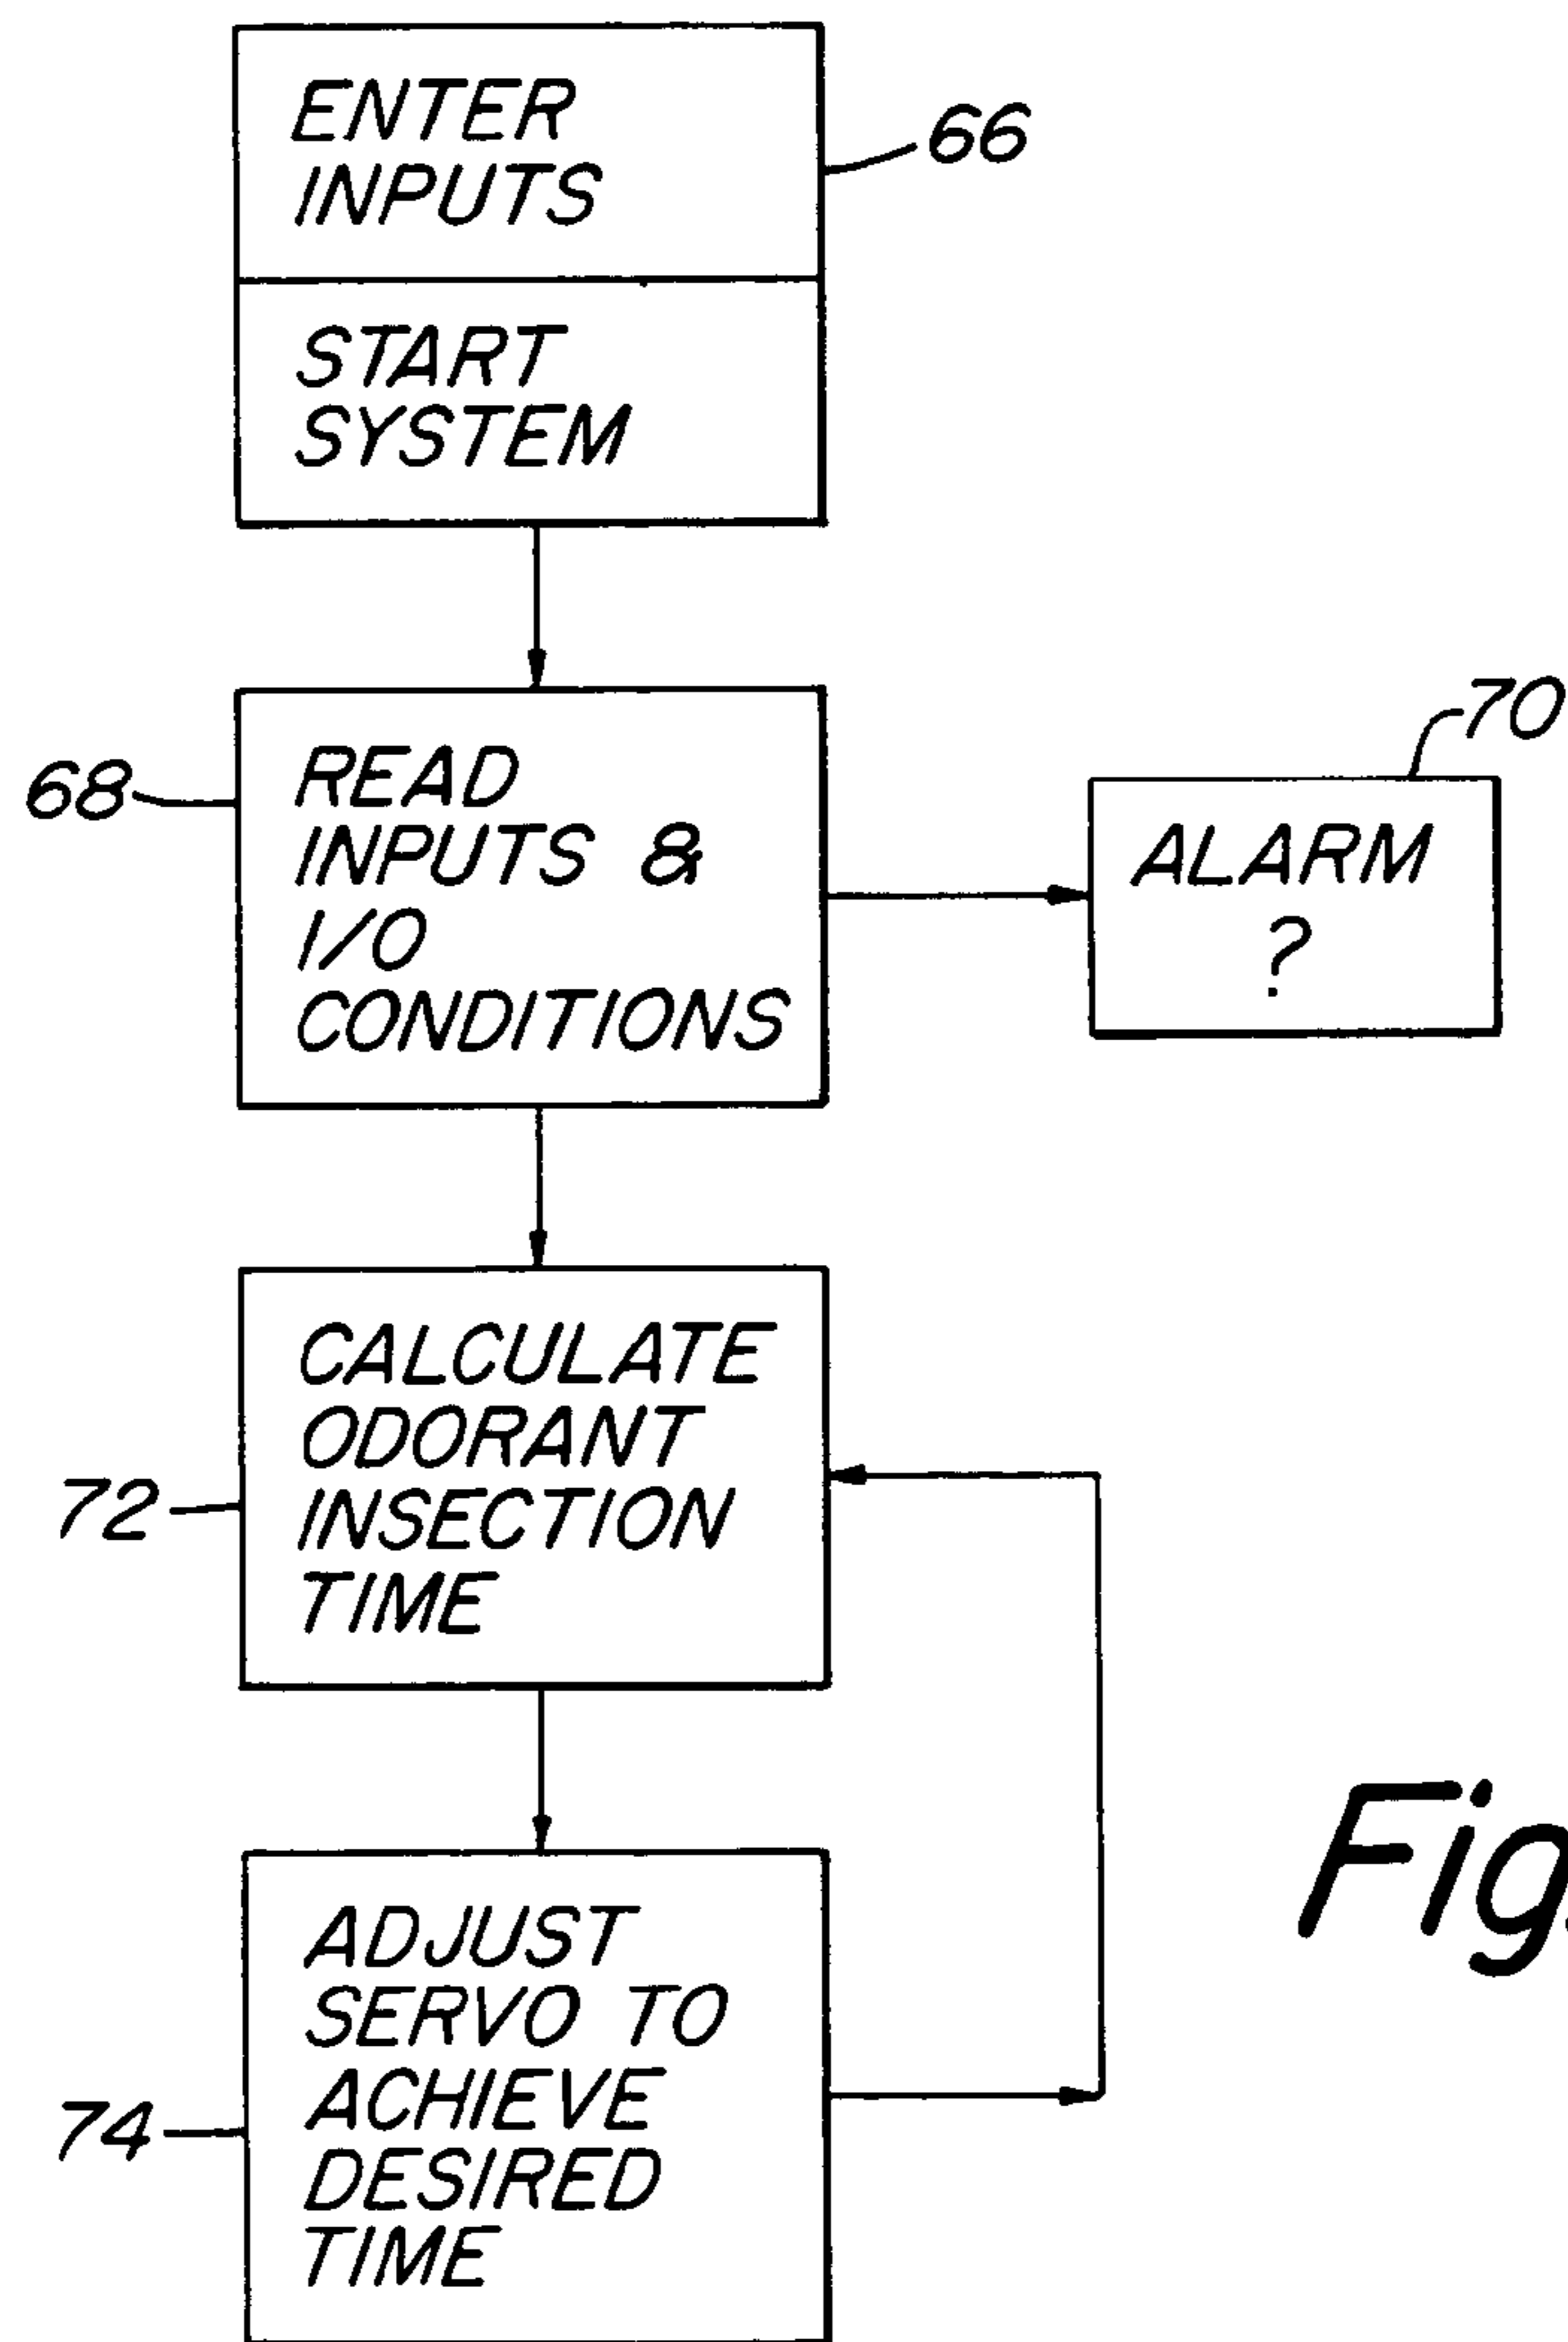 ENTER
INPUTS
66
START
SYSTEM
68
READ
INPUTS &
I/O
CONDITIONS
70
ALARM
?
72
CALCULATE
ODORANT
INSECTION
TIME
74
ADJUST
SERVO TO
ACHIEVE
DESIRED
TIME
Fig